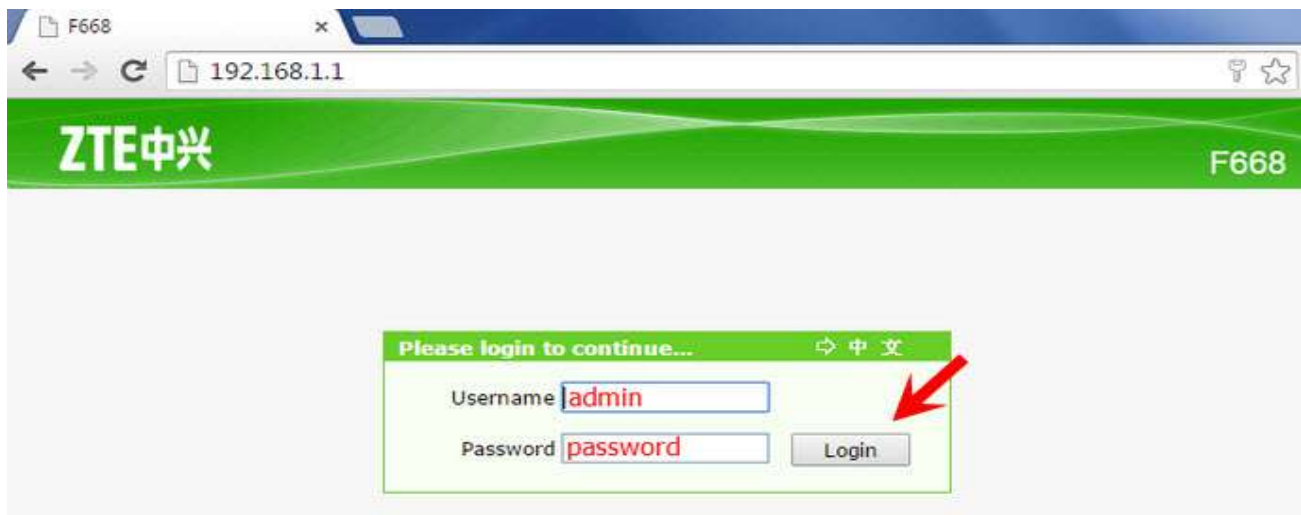 F668
192.168.1.1
ZTE中兴
F668
Please login to continue... 中 文
Username admin
Password password Login